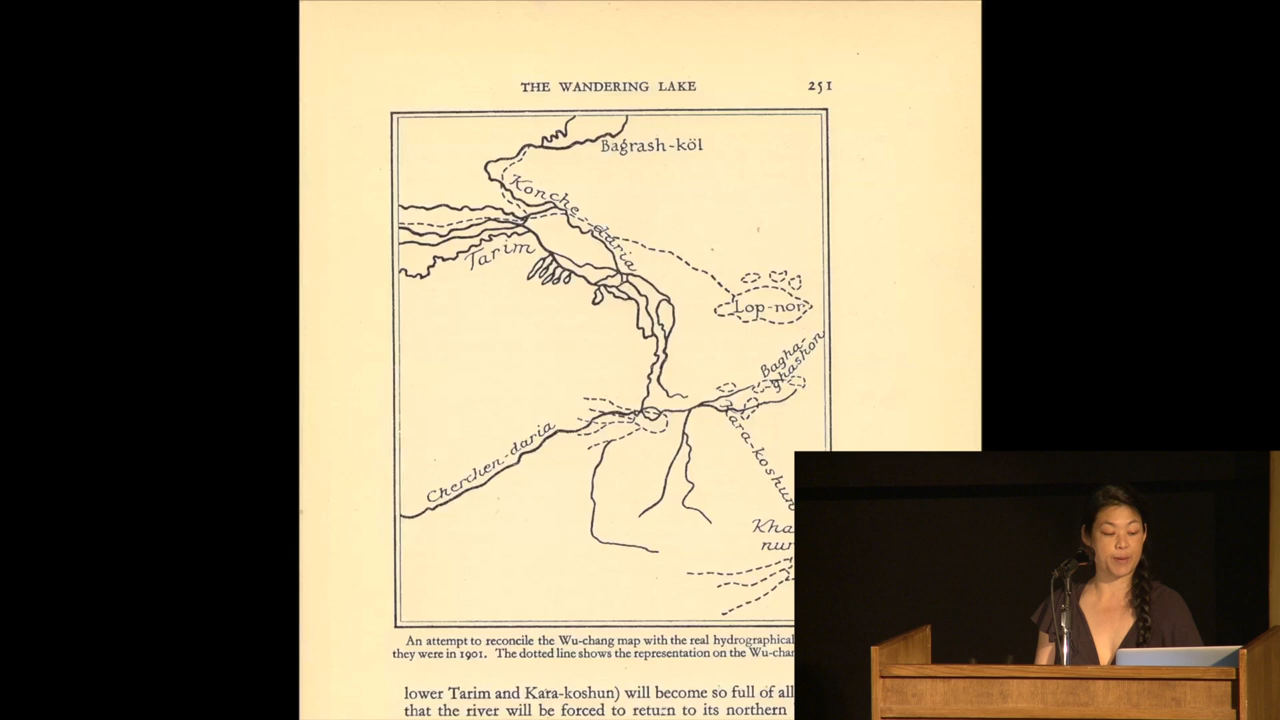 THE WANDERING LAKE 251
Bagrash-köl
Konche-daria
Tarim
Lop-nor
Bagha-
ghashon
Kara-koshun
Cherchen-daria
Kha
nur
An attempt to reconcile the Wu-chang map with the real hydrographical
they were in 1901. The dotted line shows the representation on the Wu-chan
lower Tarim and Kara-koshun) will become so full of all
that the river will be forced to return to its northern